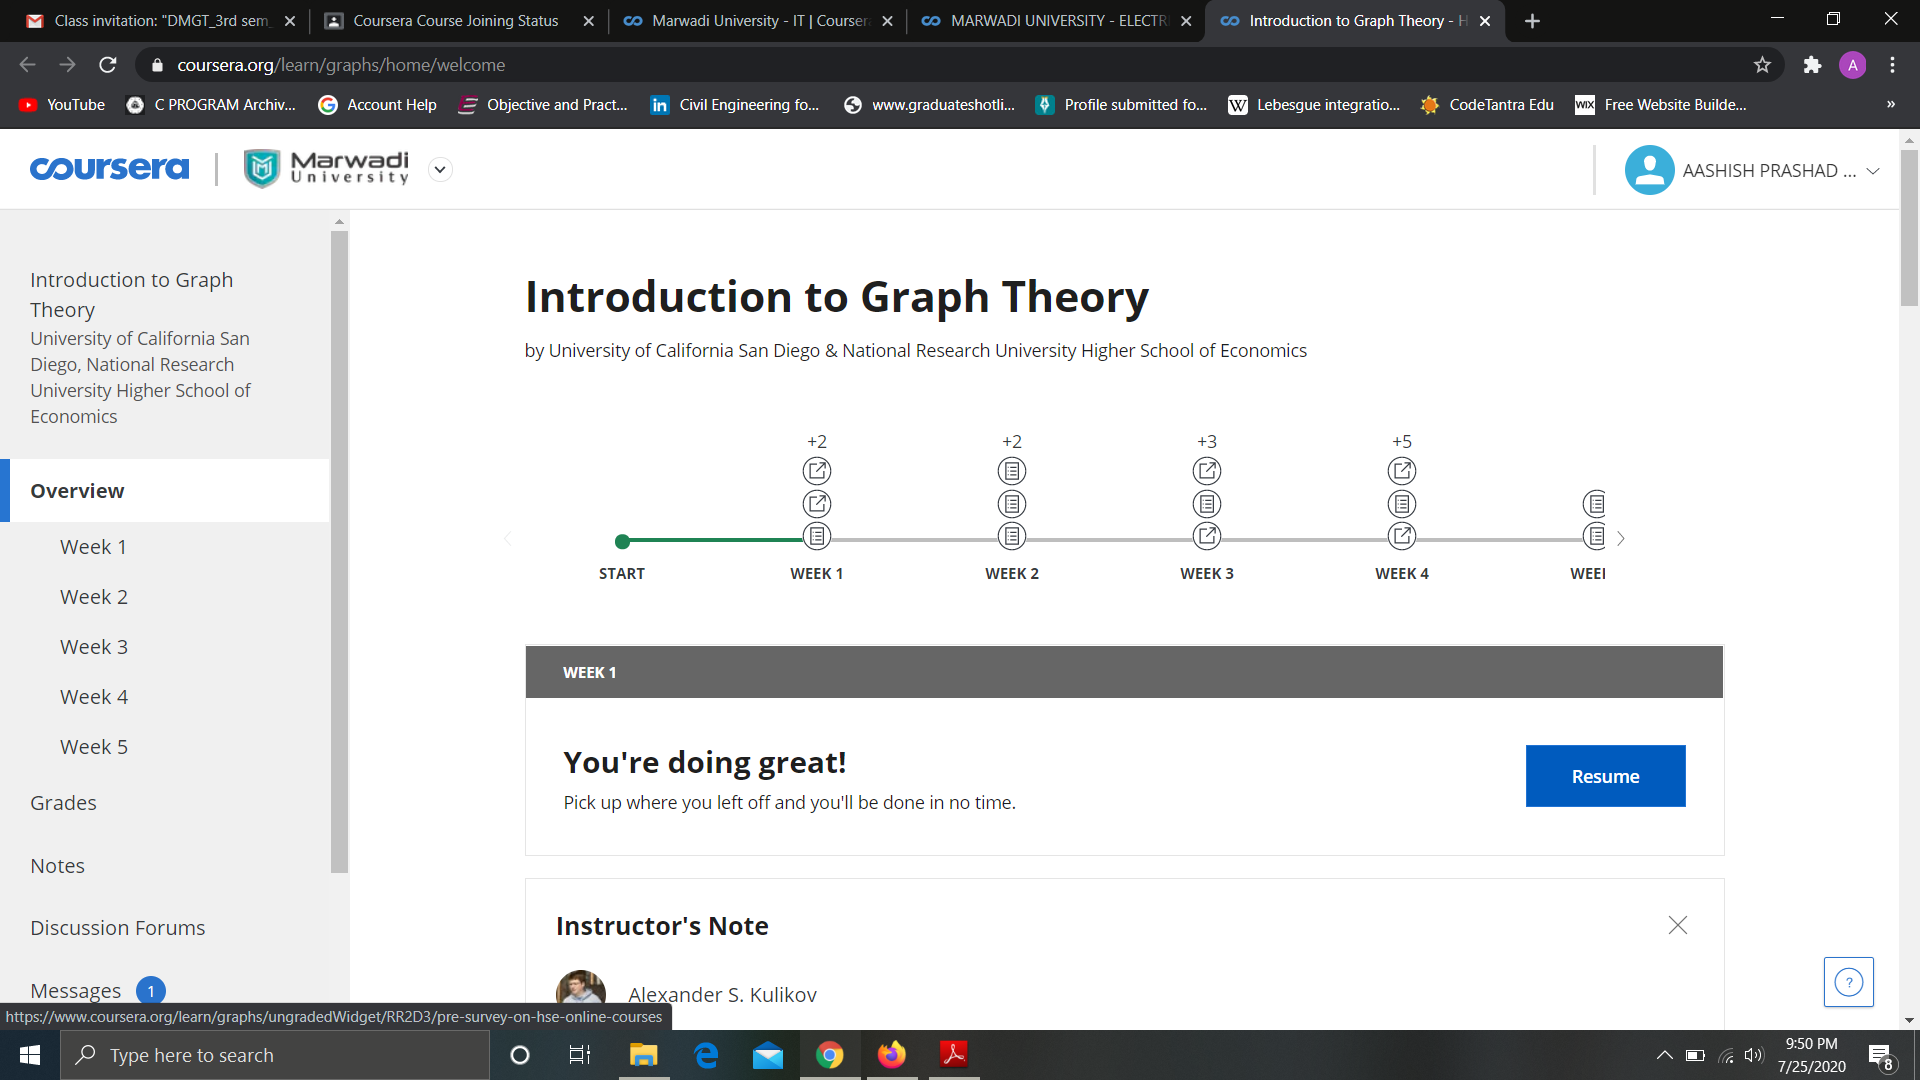 Class invitation: "DMGT_3rd sem_
Coursera Course Joining Status
Marwadi University - IT | Courser
MARWADI UNIVERSITY - ELECTRI
Introduction to Graph Theory - H
coursera.org/learn/graphs/home/welcome
A
YouTube
C PROGRAM Archiv...
Account Help
Objective and Pract...
Civil Engineering fo...
www.graduateshotli...
Profile submitted fo...
Lebesgue integratio...
CodeTantra Edu
WIX
Free Website Builde...
»
coursera
Marwadi
University
AASHISH PRASHAD ...
Introduction to Graph
Theory
University of California San
Diego, National Research
University Higher School of
Economics
Overview
Week 1
Week 2
Week 3
Week 4
Week 5
Grades
Notes
Discussion Forums
Messages 1
Introduction to Graph Theory
by University of California San Diego & National Research University Higher School of Economics
+2 +2 +3 +5
START WEEK 1 WEEK 2 WEEK 3 WEEK 4 WEEI
WEEK 1
You're doing great!
Pick up where you left off and you'll be done in no time.
Resume
Instructor's Note
Alexander S. Kulikov
?
https://www.coursera.org/learn/graphs/ungradedWidget/RR2D3/pre-survey-on-hse-online-courses
Type here to search
9:50 PM
7/25/2020
8